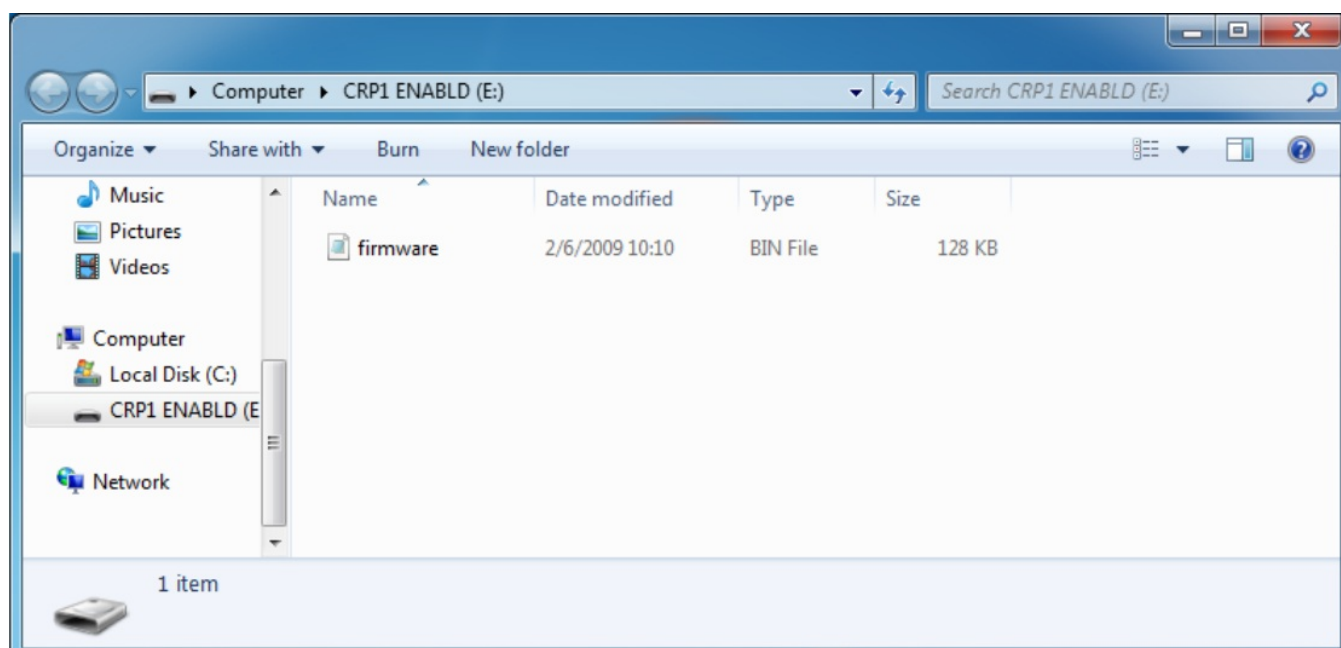 Computer ▸ CRP1 ENABLD (E:)
Search CRP1 ENABLD (E:)
Organize ▾ Share with ▾ Burn New folder
Name Date modified Type Size
firmware 2/6/2009 10:10 BIN File 128 KB
Music
Pictures
Videos
Computer
Local Disk (C:)
CRP1 ENABLD (E
Network
1 item